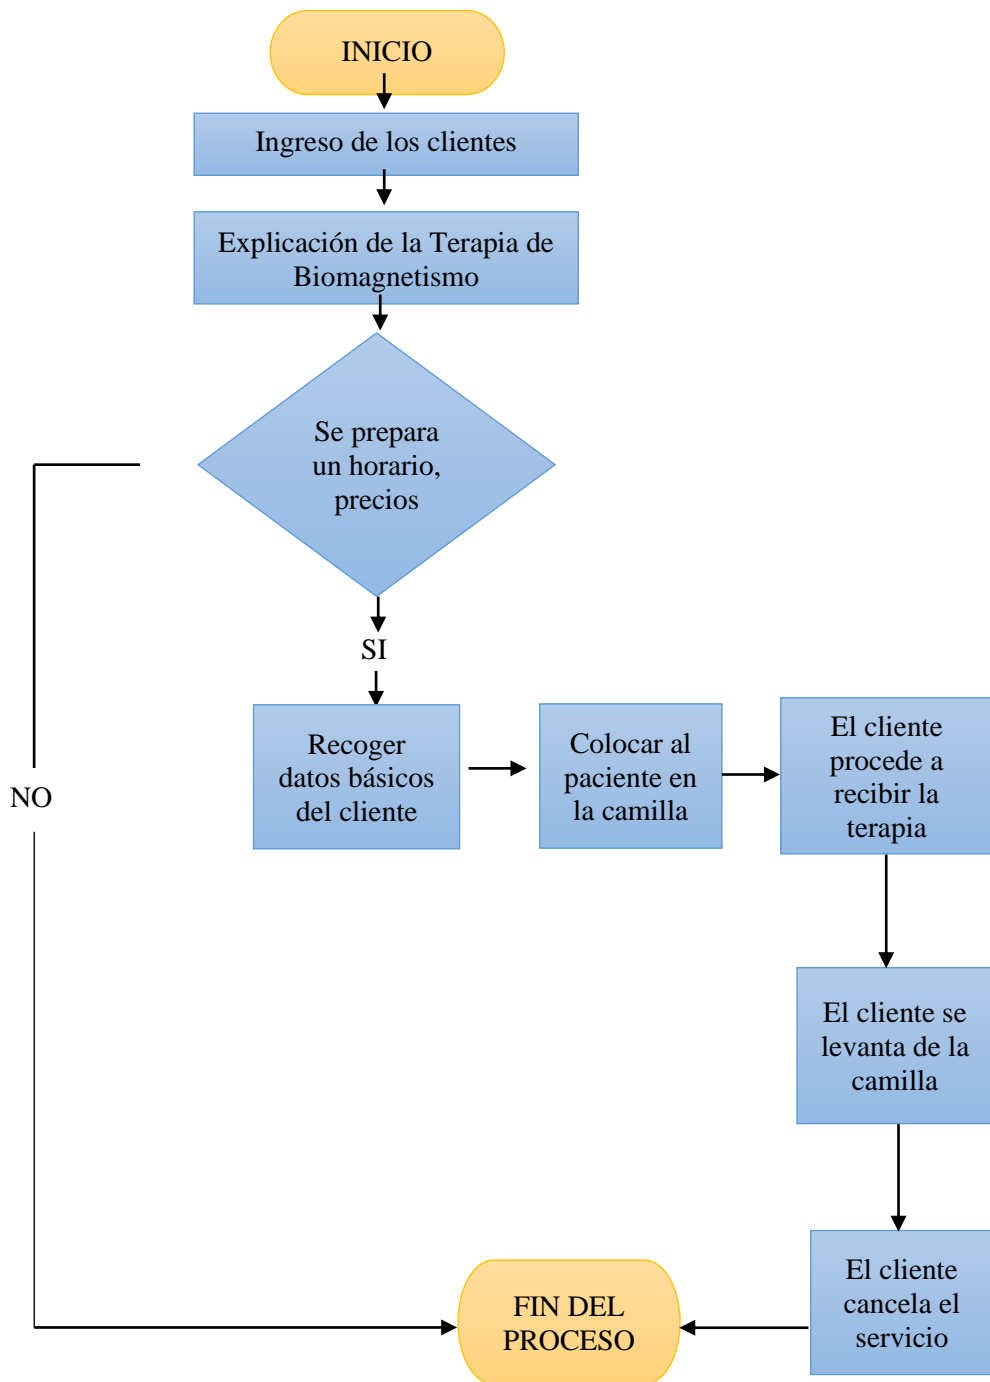 INICIO
Ingreso de los clientes
Explicación de la Terapia de
Biomagnetismo
Se prepara
un horario,
precios
SI
NO
Recoger
datos básicos
del cliente
Colocar al
paciente en
la camilla
El cliente
procede a
recibir la
terapia
El cliente se
levanta de la
camilla
El cliente
cancela el
servicio
FIN DEL
PROCESO